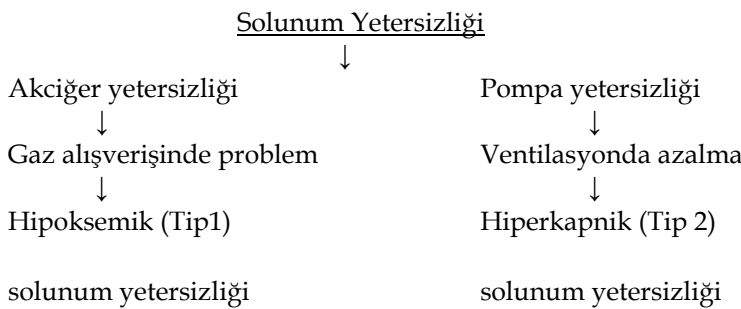 Solunum Yetersizliği
↓
Akciğer yetersizliği Pompa yetersizliği
↓ ↓
Gaz alışverişinde problem Ventilasyonda azalma
↓ ↓
Hipoksemik (Tip1) Hiperkapnik (Tip 2)
solunum yetersizliği solunum yetersizliği